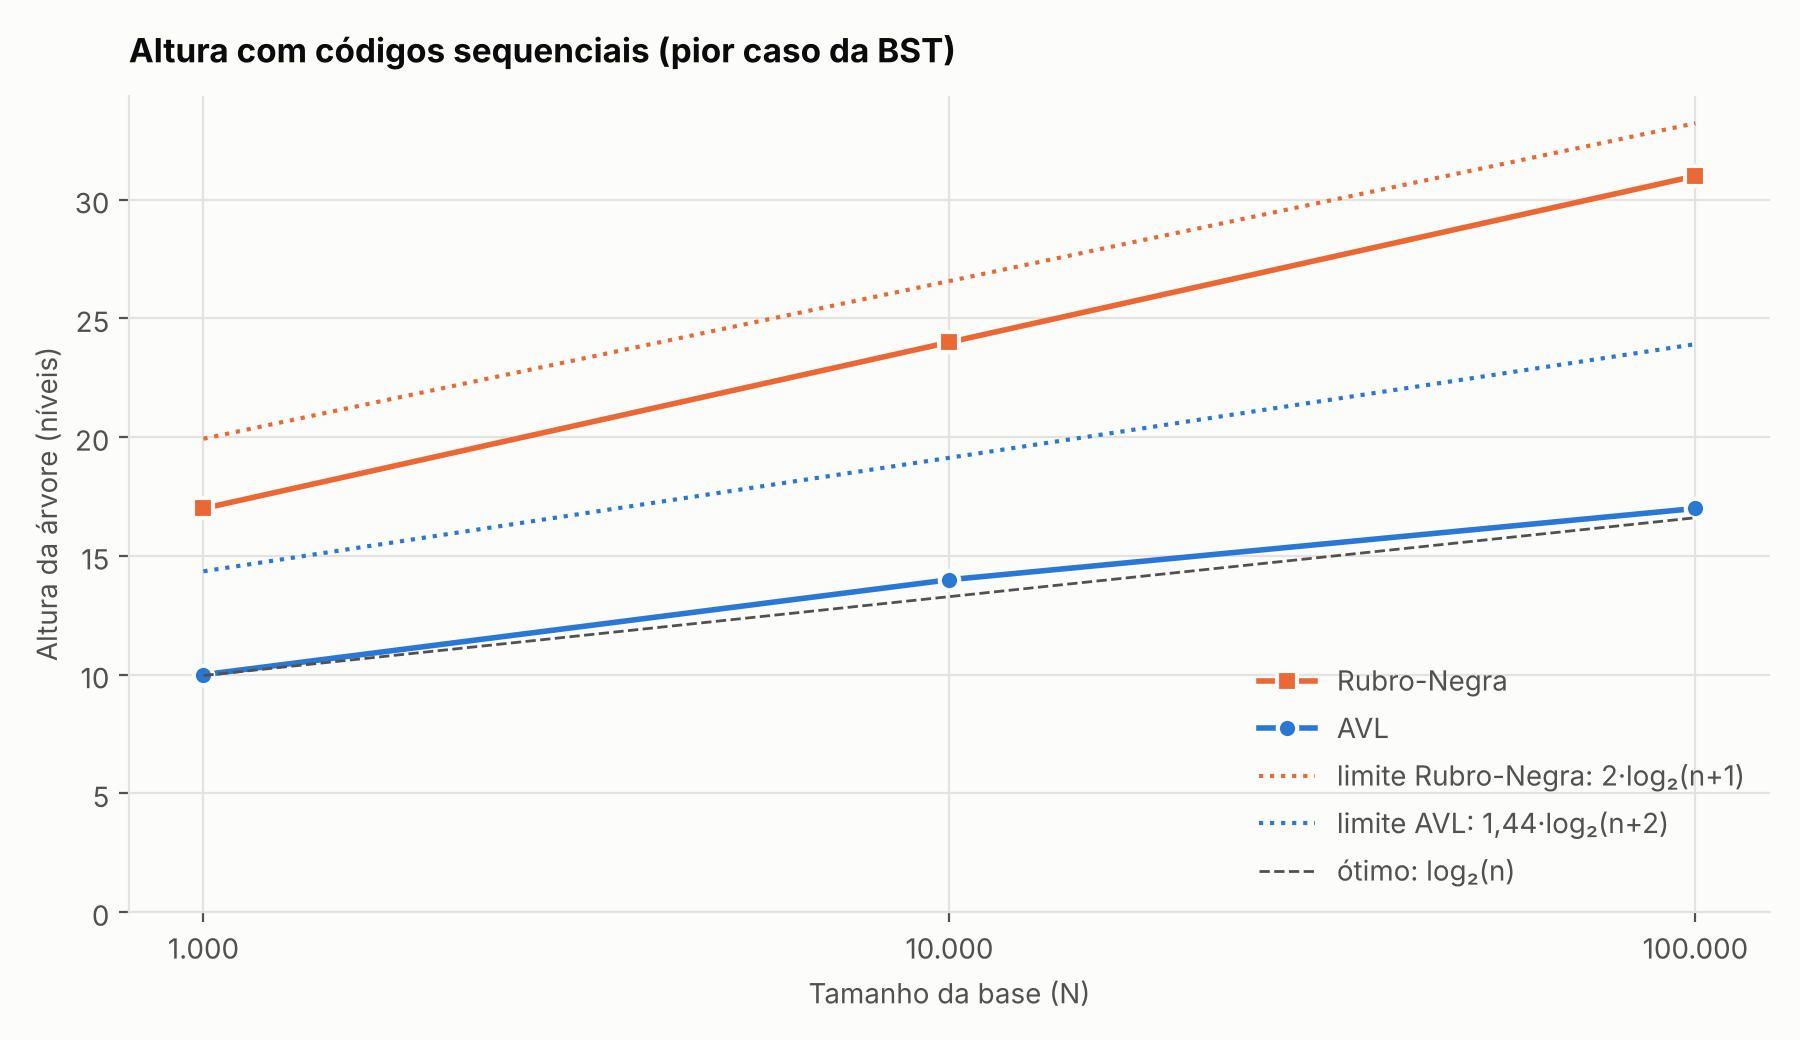 Altura com códigos sequenciais (pior caso da BST)
Altura da árvore (níveis)
30
25
20
15
10
5
0
Rubro-Negra
AVL
limite Rubro-Negra: 2·log₂(n+1)
limite AVL: 1,44·log₂(n+2)
ótimo: log₂(n)
1.000
10.000
100.000
Tamanho da base (N)